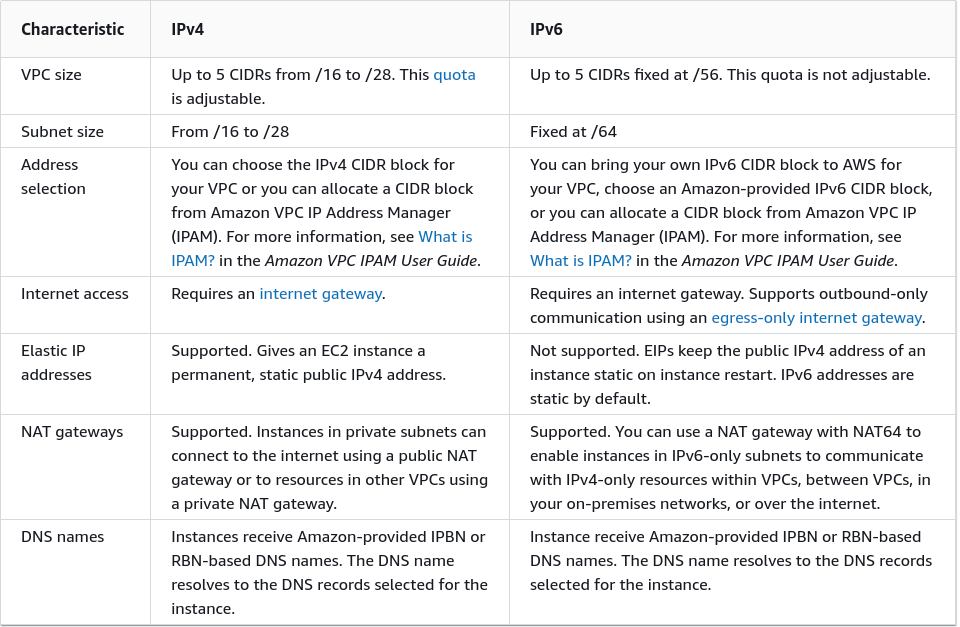 Characteristic
IPv4
IPv6
VPC size
Up to 5 CIDRs from /16 to /28. This quota
is adjustable.
Up to 5 CIDRs fixed at /56. This quota is not adjustable.
Subnet size
From /16 to /28
Fixed at /64
Address
selection
You can choose the IPv4 CIDR block for
your VPC or you can allocate a CIDR block
from Amazon VPC IP Address Manager
(IPAM). For more information, see What is
IPAM? in the Amazon VPC IPAM User Guide.
You can bring your own IPv6 CIDR block to AWS for
your VPC, choose an Amazon-provided IPv6 CIDR block,
or you can allocate a CIDR block from Amazon VPC IP
Address Manager (IPAM). For more information, see
What is IPAM? in the Amazon VPC IPAM User Guide.
Internet access
Requires an internet gateway.
Requires an internet gateway. Supports outbound-only
communication using an egress-only internet gateway.
Elastic IP
addresses
Supported. Gives an EC2 instance a
permanent, static public IPv4 address.
Not supported. EIPs keep the public IPv4 address of an
instance static on instance restart. IPv6 addresses are
static by default.
NAT gateways
Supported. Instances in private subnets can
connect to the internet using a public NAT
gateway or to resources in other VPCs using
a private NAT gateway.
Supported. You can use a NAT gateway with NAT64 to
enable instances in IPv6-only subnets to communicate
with IPv4-only resources within VPCs, between VPCs, in
your on-premises networks, or over the internet.
DNS names
Instances receive Amazon-provided IPBN or
RBN-based DNS names. The DNS name
resolves to the DNS records selected for the
instance.
Instance receive Amazon-provided IPBN or RBN-based
DNS names. The DNS name resolves to the DNS records
selected for the instance.